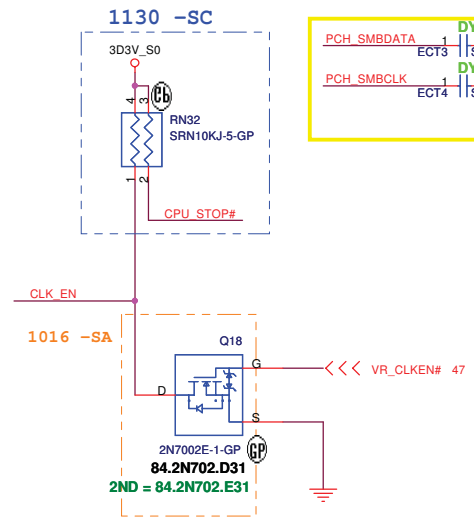 1130 -SC
3D3V_S0
DY
PCH_SMBDATA 1
ECT3 S
DY
PCH_SMBCLK 1
ECT4 S
4 3
RN32
SRN10KJ-5-GP
1 2
CPU_STOP#
CLK_EN
1016 -SA
Q18
G
VR_CLKEN# 47
D
S
2N7002E-1-GP
GP
84.2N702.D31
2ND = 84.2N702.E31